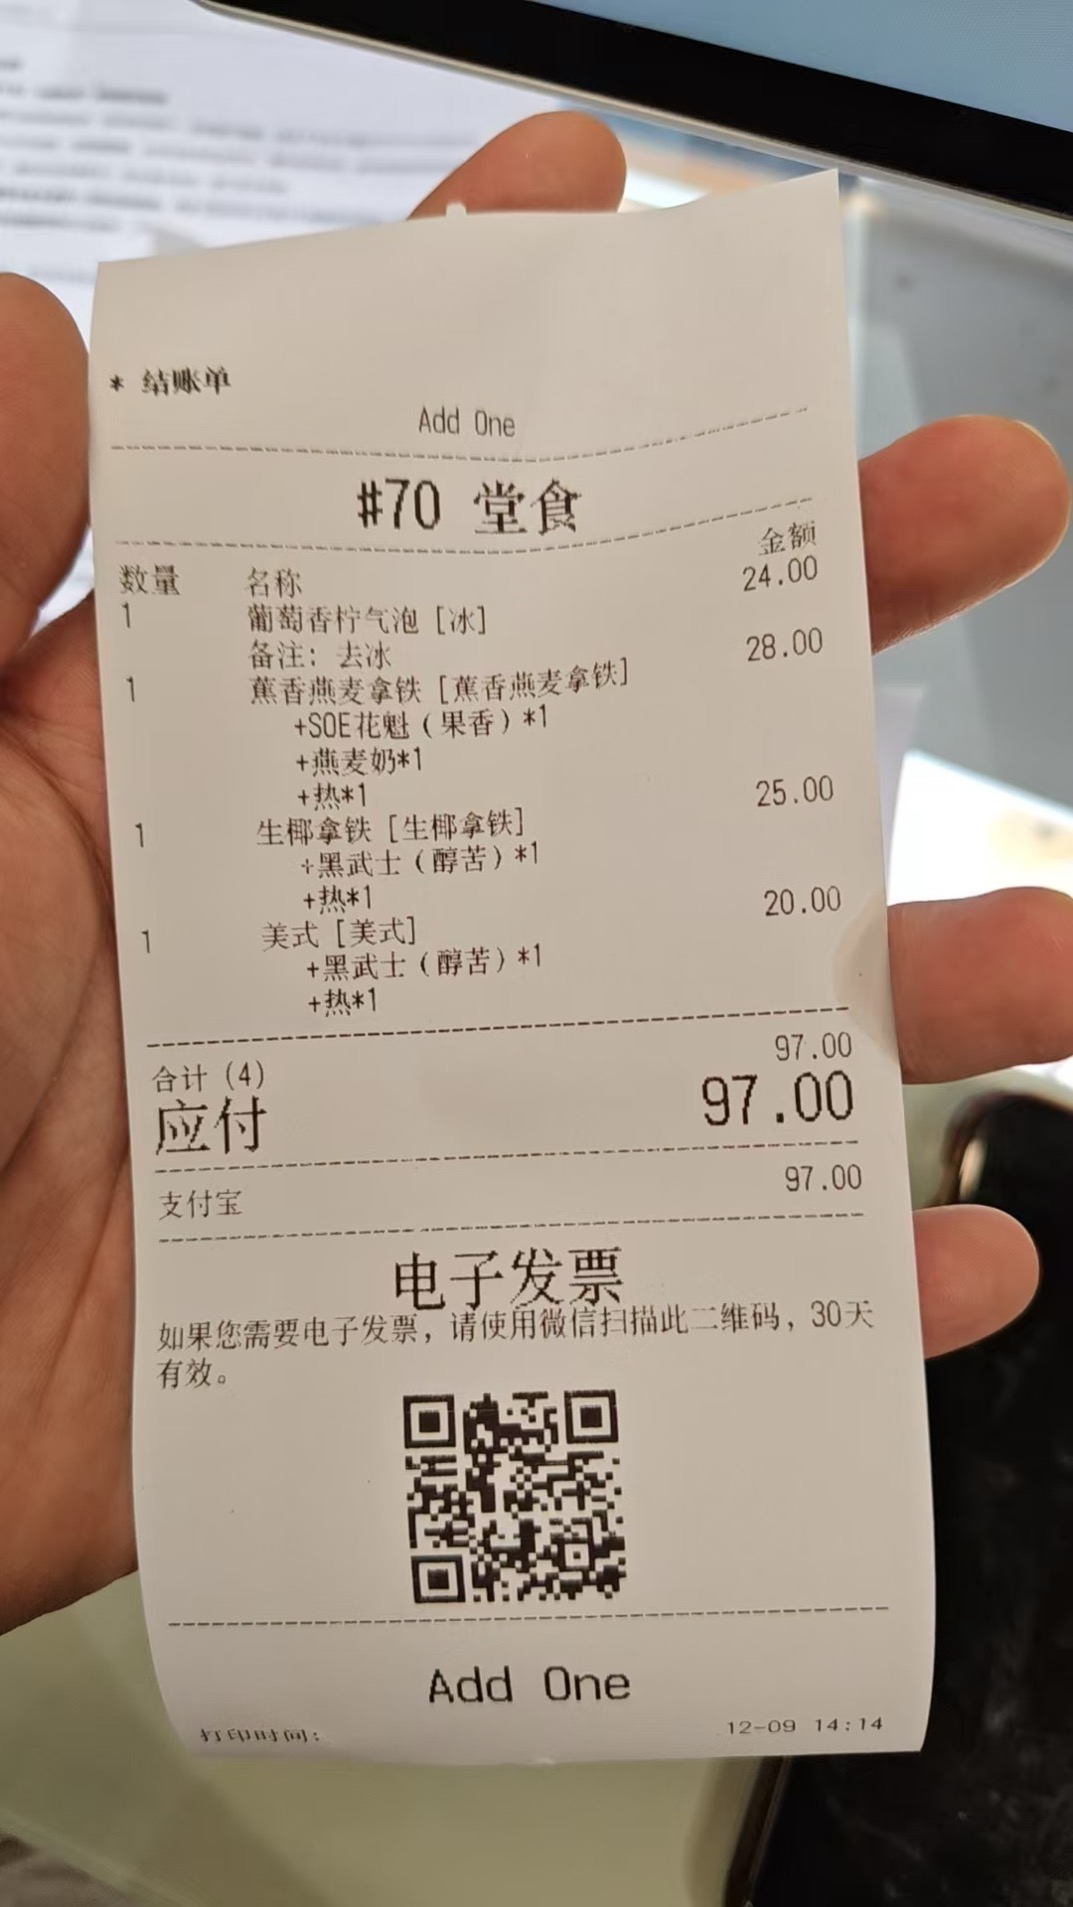 * 结账单
Add One
#70 堂食
数量 名称 金额
1 葡萄香柠气泡 [冰] 24.00
备注: 去冰
1 蕉香燕麦拿铁 [蕉香燕麦拿铁] 28.00
+SOE花魁(果香)*1
+燕麦奶*1
+热*1
1 生椰拿铁 [生椰拿铁] 25.00
+黑武士(醇苦)*1
+热*1
1 美式 [美式] 20.00
+黑武士(醇苦)*1
+热*1
合计 (4) 97.00
应付 97.00
支付宝 97.00
电子发票
如果您需要电子发票，请使用微信扫描此二维码，30天
有效。
Add One
打印时间: 12-09 14:14